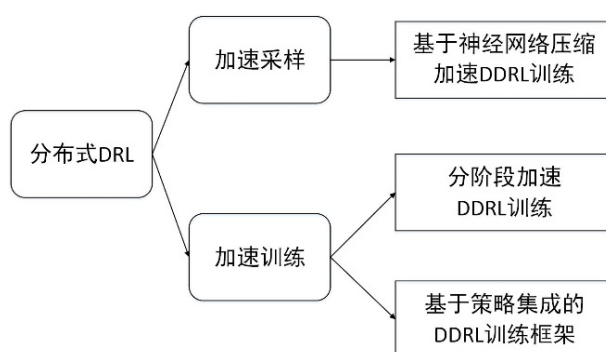 加速采样
基于神经网络压缩
加速DDRL训练
分布式DRL
分阶段加速
DDRL训练
加速训练
基于策略集成的
DDRL训练框架